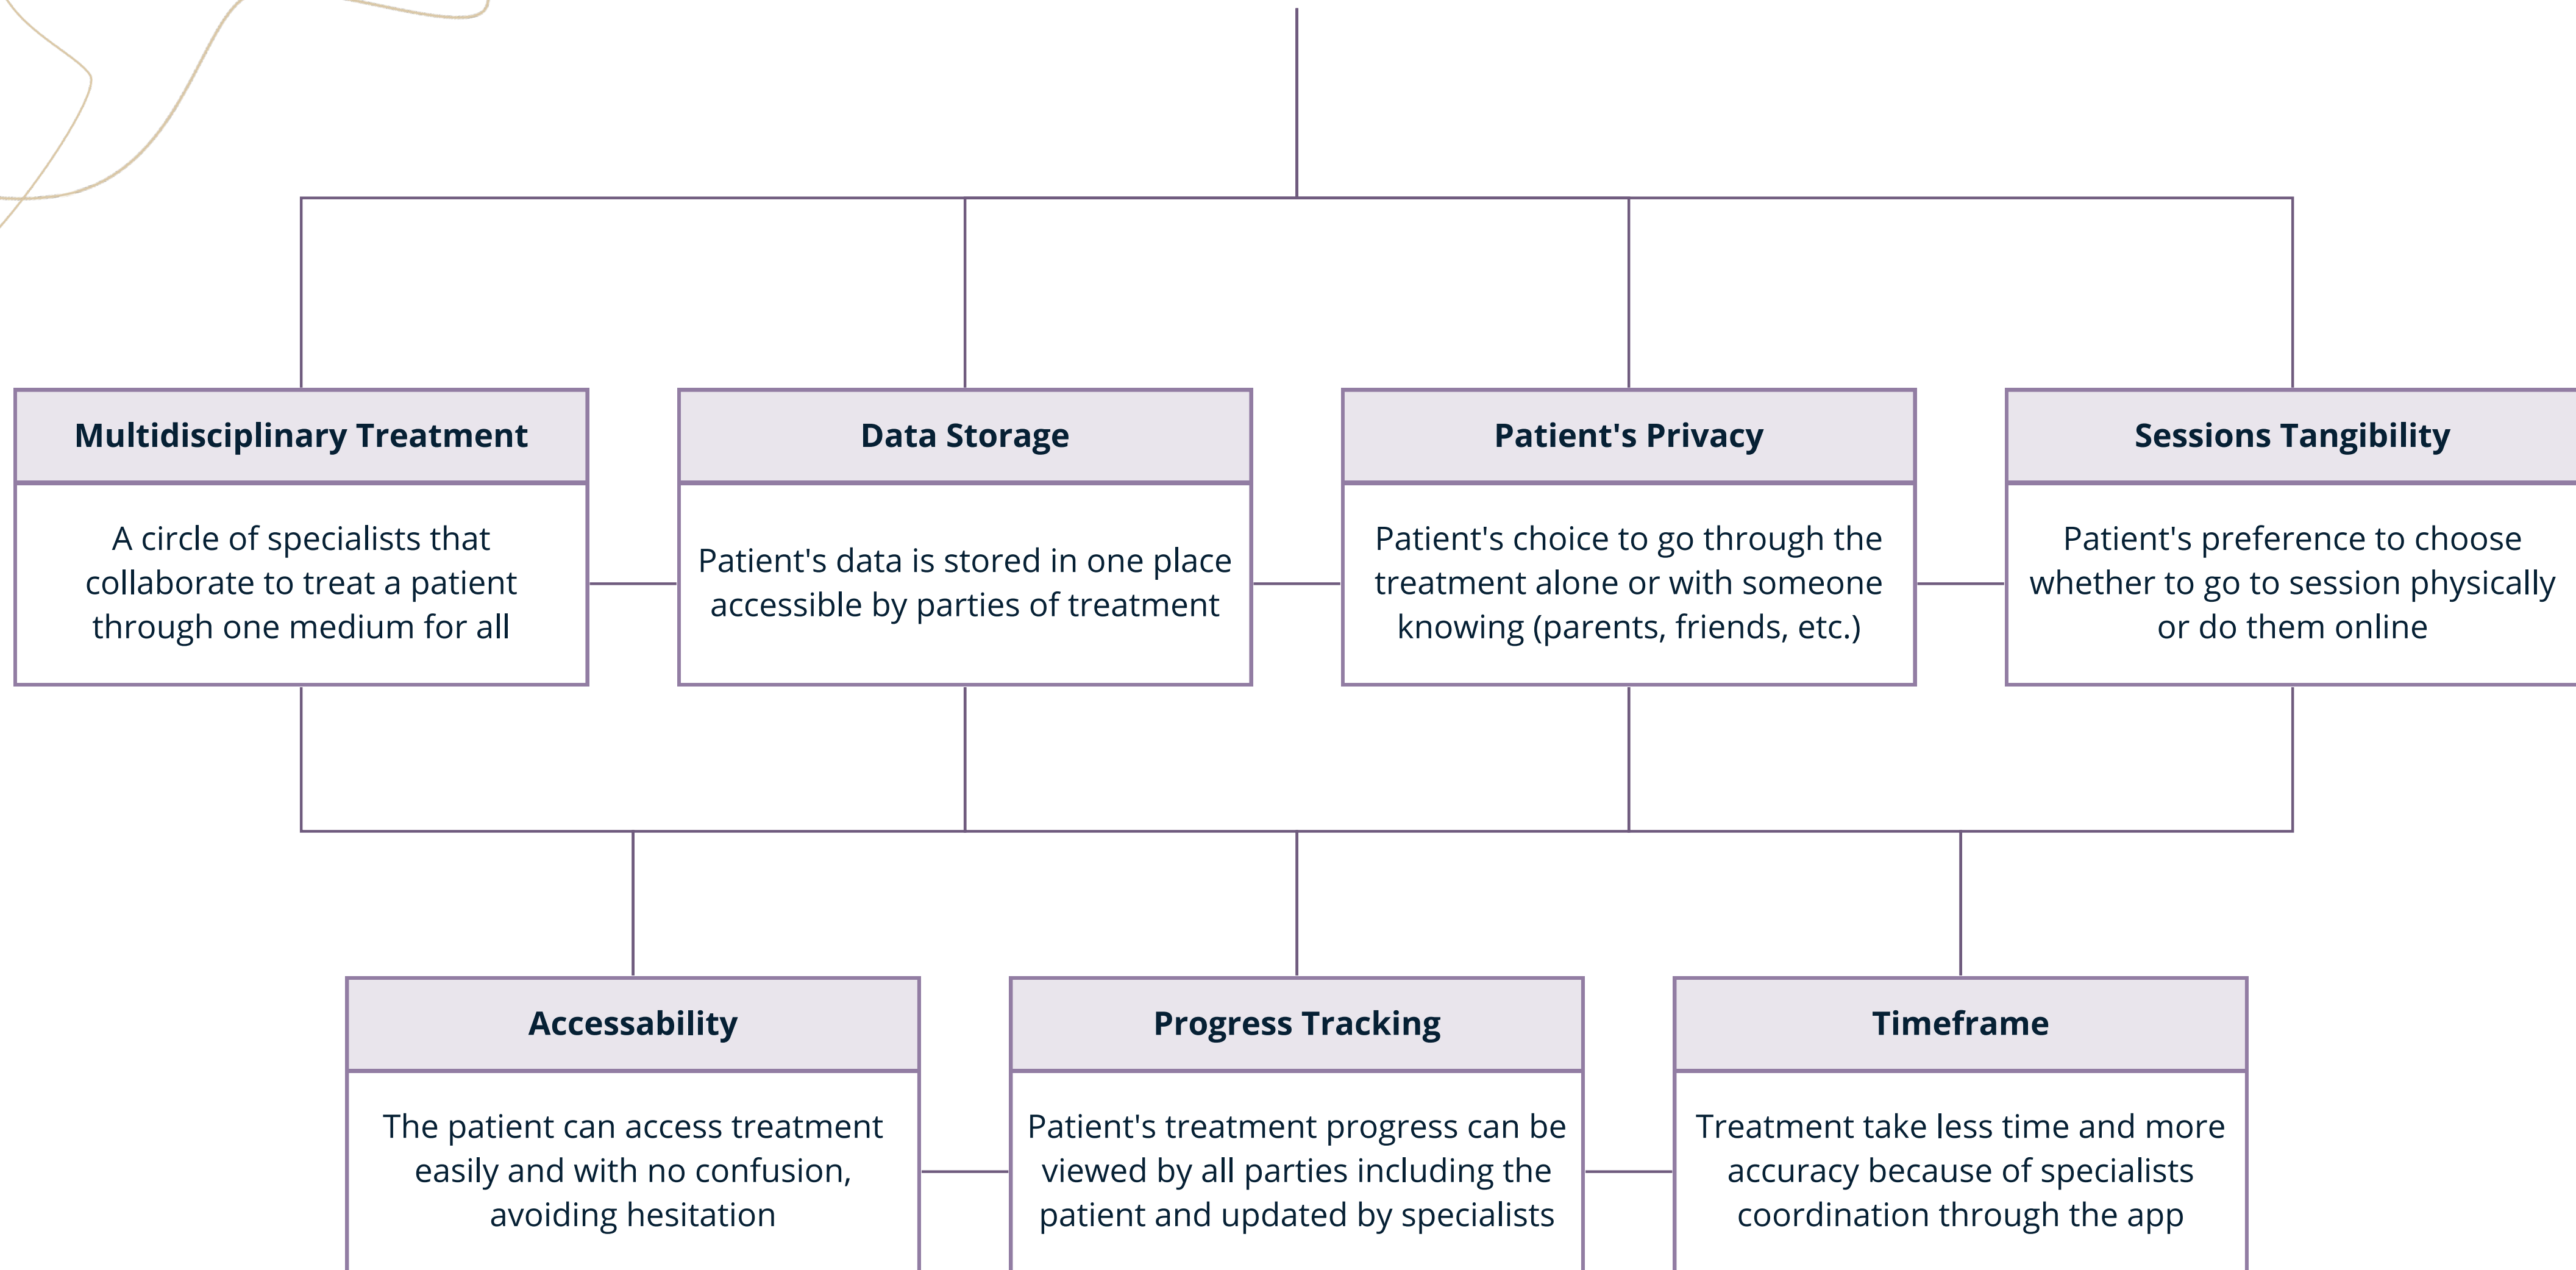 Multidisciplinary Treatment
A circle of specialists that
collaborate to treat a patient
through one medium for all
Data Storage
Patient's data is stored in one place
accessible by parties of treatment
Patient's Privacy
Patient's choice to go through the
treatment alone or with someone
knowing (parents, friends, etc.)
Sessions Tangibility
Patient's preference to choose
whether to go to session physically
or do them online
Accessability
The patient can access treatment
easily and with no confusion,
avoiding hesitation
Progress Tracking
Patient's treatment progress can be
viewed by all parties including the
patient and updated by specialists
Timeframe
Treatment take less time and more
accuracy because of specialists
coordination through the app